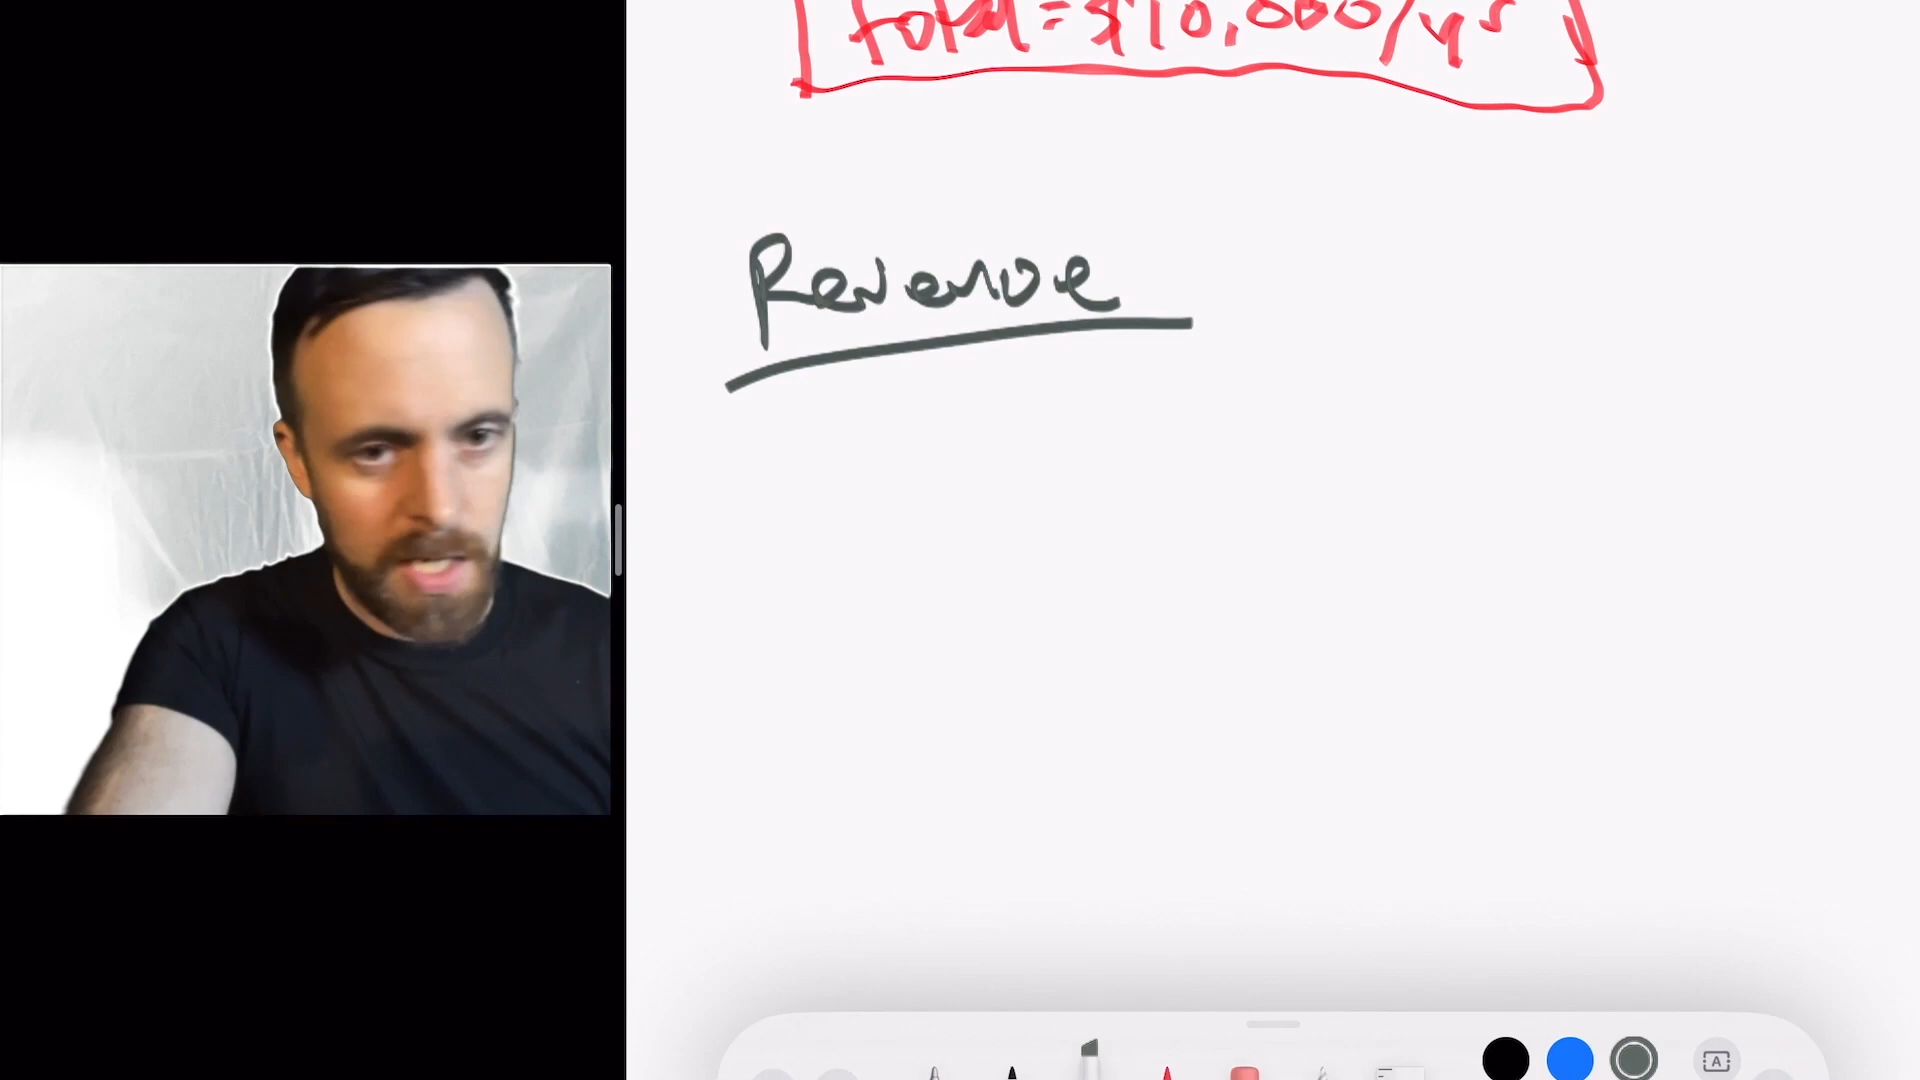 Total = $10,000/yr
Revenue
A